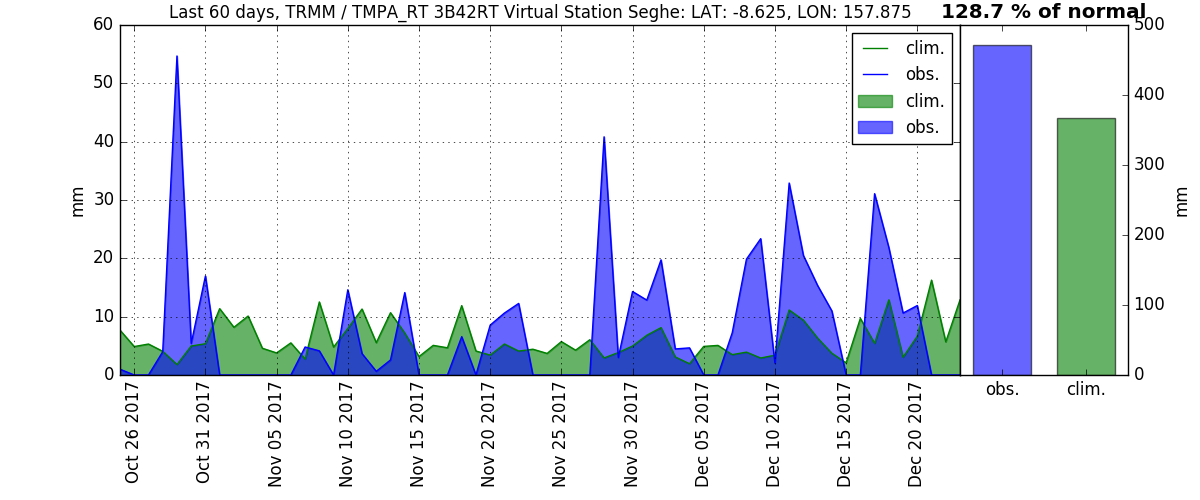 Last 60 days, TRMM / TMPA_RT 3B42RT Virtual Station Seghe: LAT: -8.625, LON: 157.875
128.7 % of normal
60
50
40
30
20
10
0
mm
clim.
obs.
clim.
obs.
500
400
300
200
100
0
mm
obs.
clim.
Oct 26 2017
Oct 31 2017
Nov 05 2017
Nov 10 2017
Nov 15 2017
Nov 20 2017
Nov 25 2017
Nov 30 2017
Dec 05 2017
Dec 10 2017
Dec 15 2017
Dec 20 2017